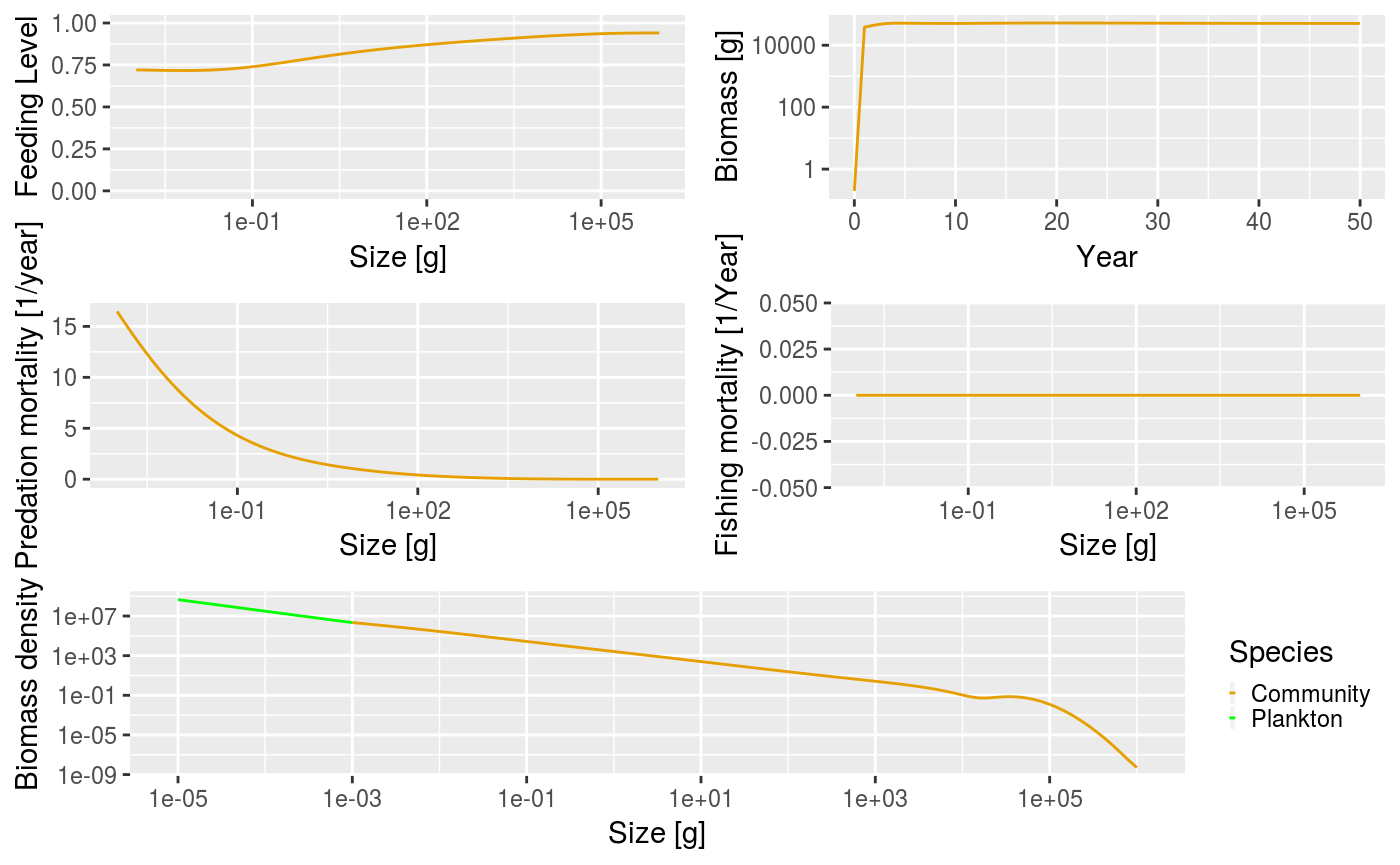 Feeding Level
1.00
0.75
0.50
0.25
0.00
1e-01 1e+02 1e+05
Size [g]
Biomass [g]
10000
100
1
0 10 20 30 40 50
Year
Predation mortality [1/year]
15
10
5
0
1e-01 1e+02 1e+05
Size [g]
Fishing mortality [1/Year]
0.050
0.025
0.000
-0.025
-0.050
1e-01 1e+02 1e+05
Size [g]
Biomass density
1e+07
1e+03
1e-01
1e-05
1e-09
1e-05 1e-03 1e-01 1e+01 1e+03 1e+05
Size [g]
Species
Community
Plankton